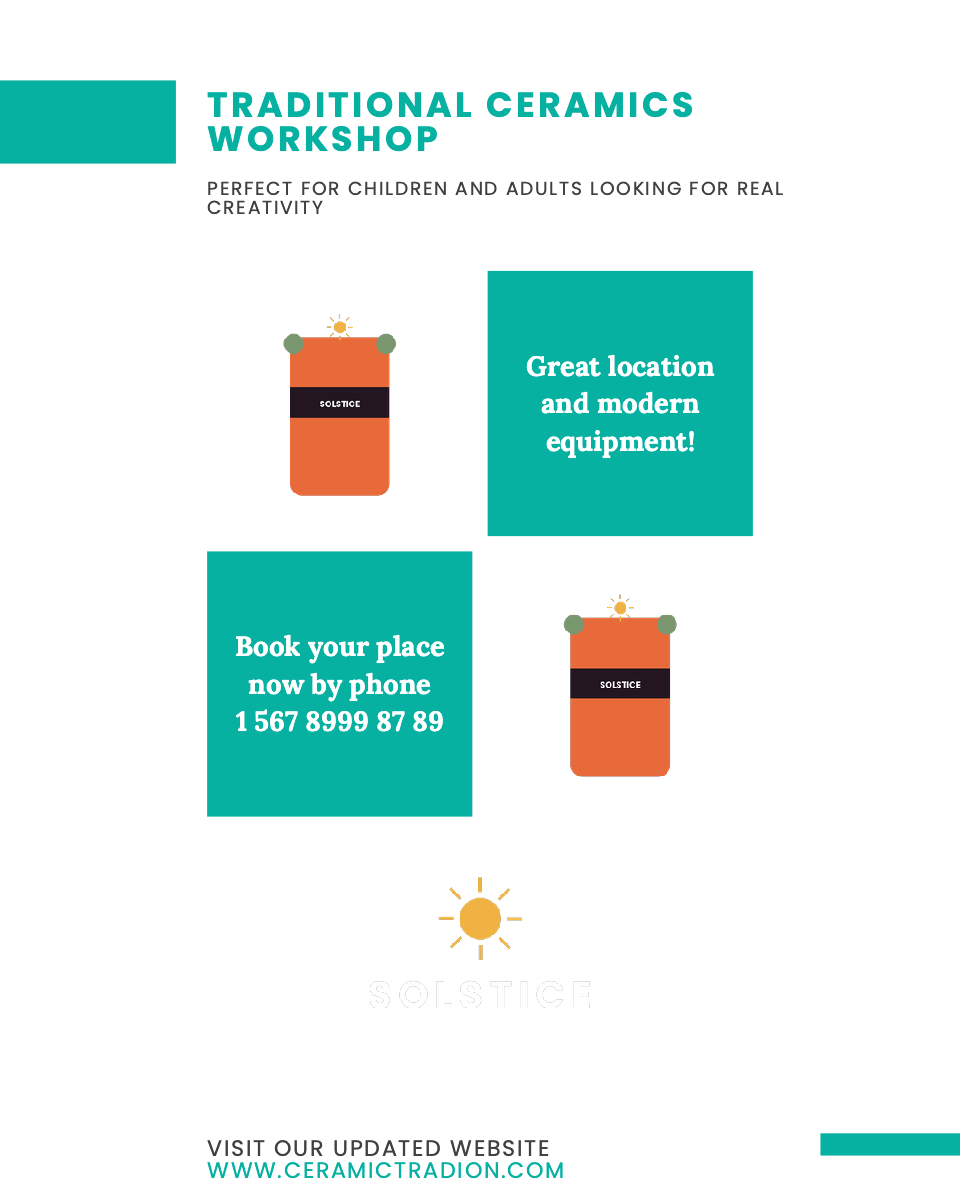 TRADITIONAL CERAMICS
WORKSHOP
PERFECT FOR CHILDREN AND ADULTS LOOKING FOR REAL
CREATIVITY
SOLSTICE
Great location
and modern
equipment!
Book your place
now by phone
1 567 8999 87 89
SOLSTICE
SOLSTICE
VISIT OUR UPDATED WEBSITE
WWW.CERAMICTRADION.COM